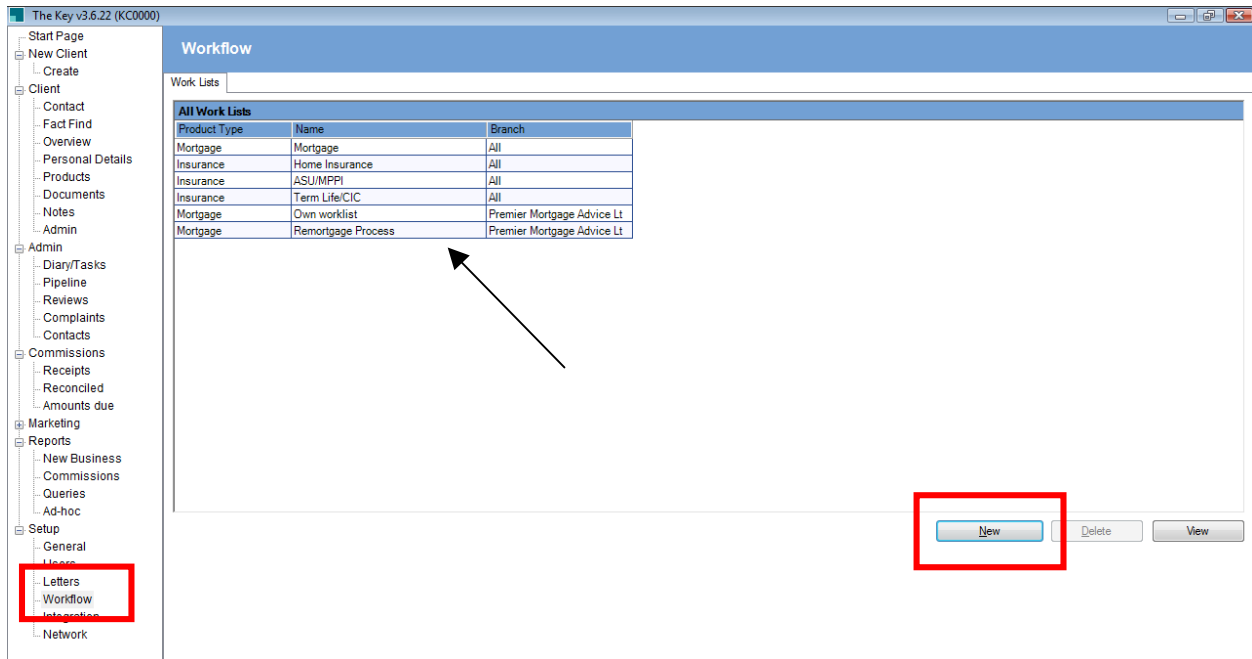 The Key v3.6.22 (KC0000)
Start Page
New Client
Create
Client
Contact
Fact Find
Overview
Personal Details
Products
Documents
Notes
Admin
Admin
Diary/Tasks
Pipeline
Reviews
Complaints
Contacts
Commissions
Receipts
Reconciled
Amounts due
Marketing
Reports
New Business
Commissions
Queries
Ad-hoc
Setup
General
Users
Letters
Workflow
Integration
Network
Workflow
Work Lists
All Work Lists
Product Type Name Branch
Mortgage Mortgage All
Insurance Home Insurance All
Insurance ASU/MPPI All
Insurance Term Life/CIC All
Mortgage Own worklist Premier Mortgage Advice Lt
Mortgage Remortgage Process Premier Mortgage Advice Lt
New Delete View